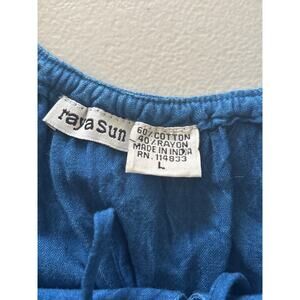 raya sun
60% COTTON
40% RAYON
MADE IN INDIA
RN. 114833
L